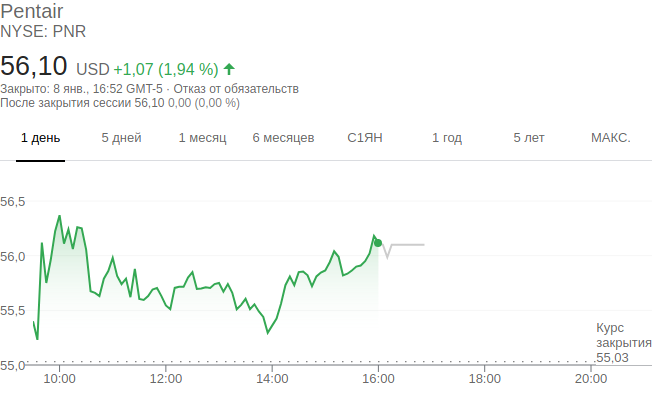 Pentair
NYSE: PNR
56,10 USD +1,07 (1,94 %)
Закрыто: 8 янв., 16:52 GMT-5 · Отказ от обязательств
После закрытия сессии 56,10 0,00 (0,00 %)
1 день 5 дней 1 месяц 6 месяцев С1ЯН 1 год 5 лет МАКС.
56,5
56,0
55,5
55,0
Курс
закрытия
55,03
10:00 12:00 14:00 16:00 18:00 20:00